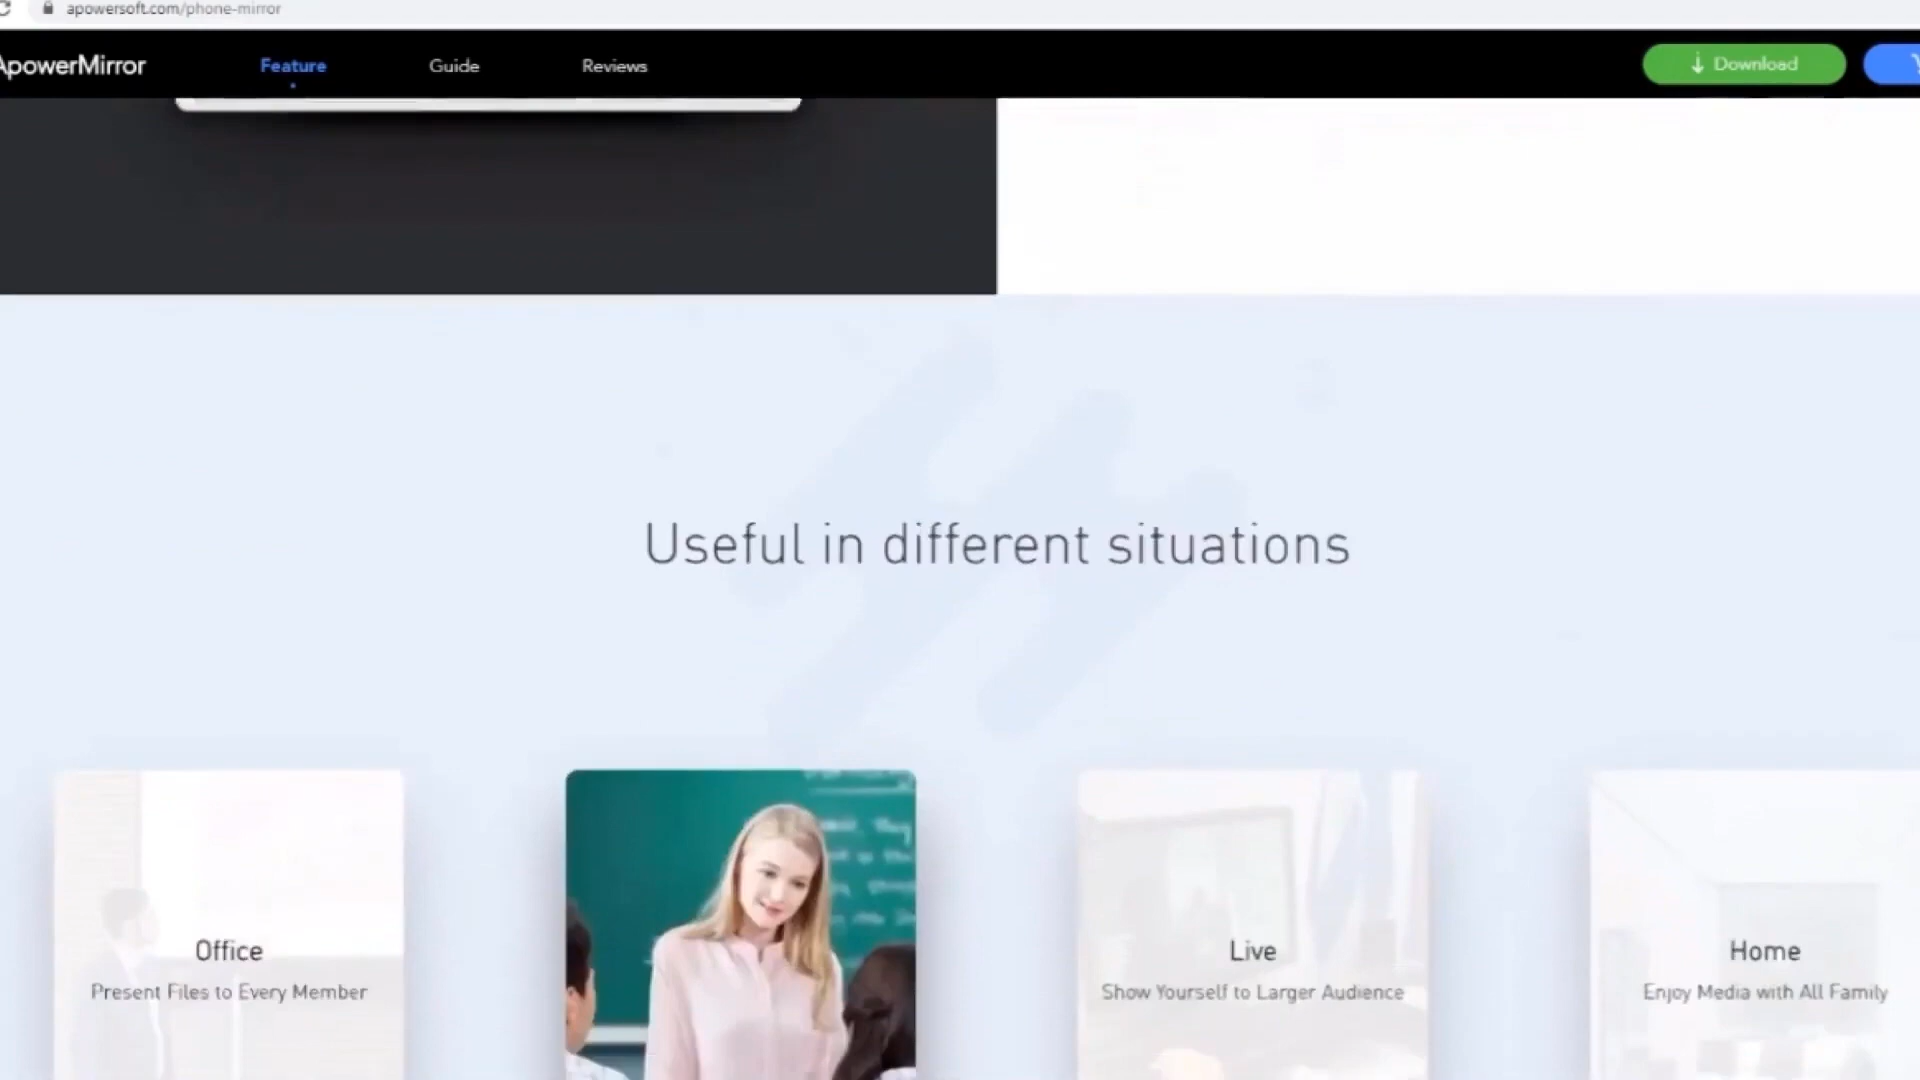 apowersoft.com/phone-mirror
ApowerMirror
Feature
Guide
Reviews
Download
Useful in different situations
Office
Present Files to Every Member
Live
Show Yourself to Larger Audience
Home
Enjoy Media with All Family